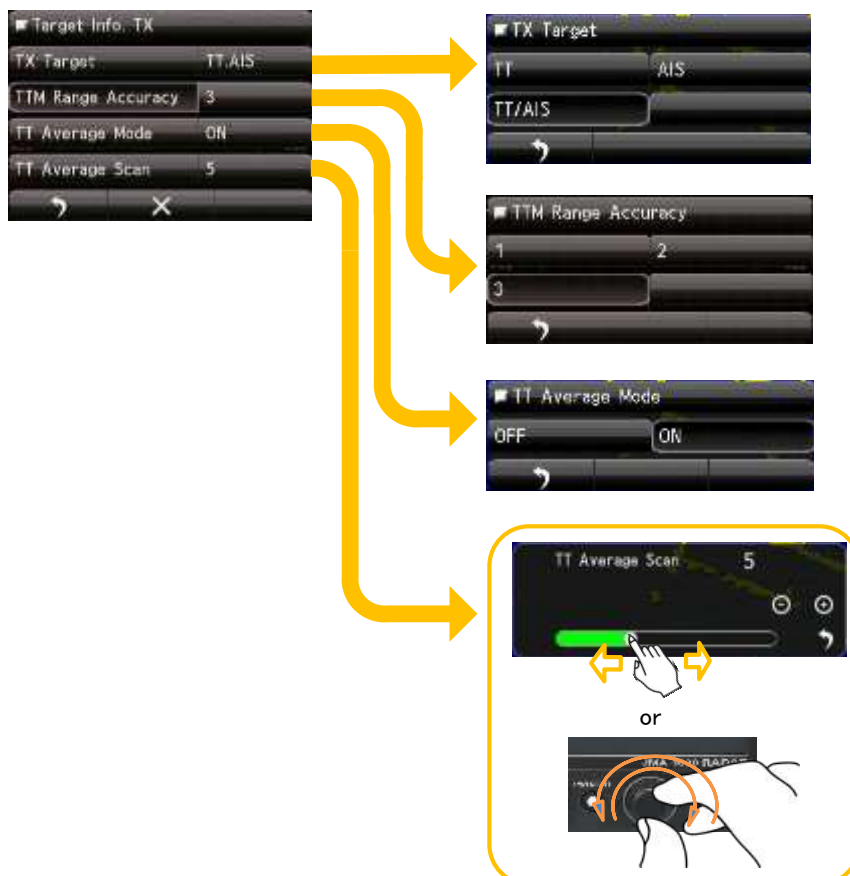 Target Info. TX
TX Target TT.AIS
TTM Range Accuracy 3
TT Average Mode ON
TT Average Scan 5
TX Target
TT AIS
TT/AIS
TTM Range Accuracy
1 2
3
TT Average Mode
OFF ON
TT Average Scan 5
or